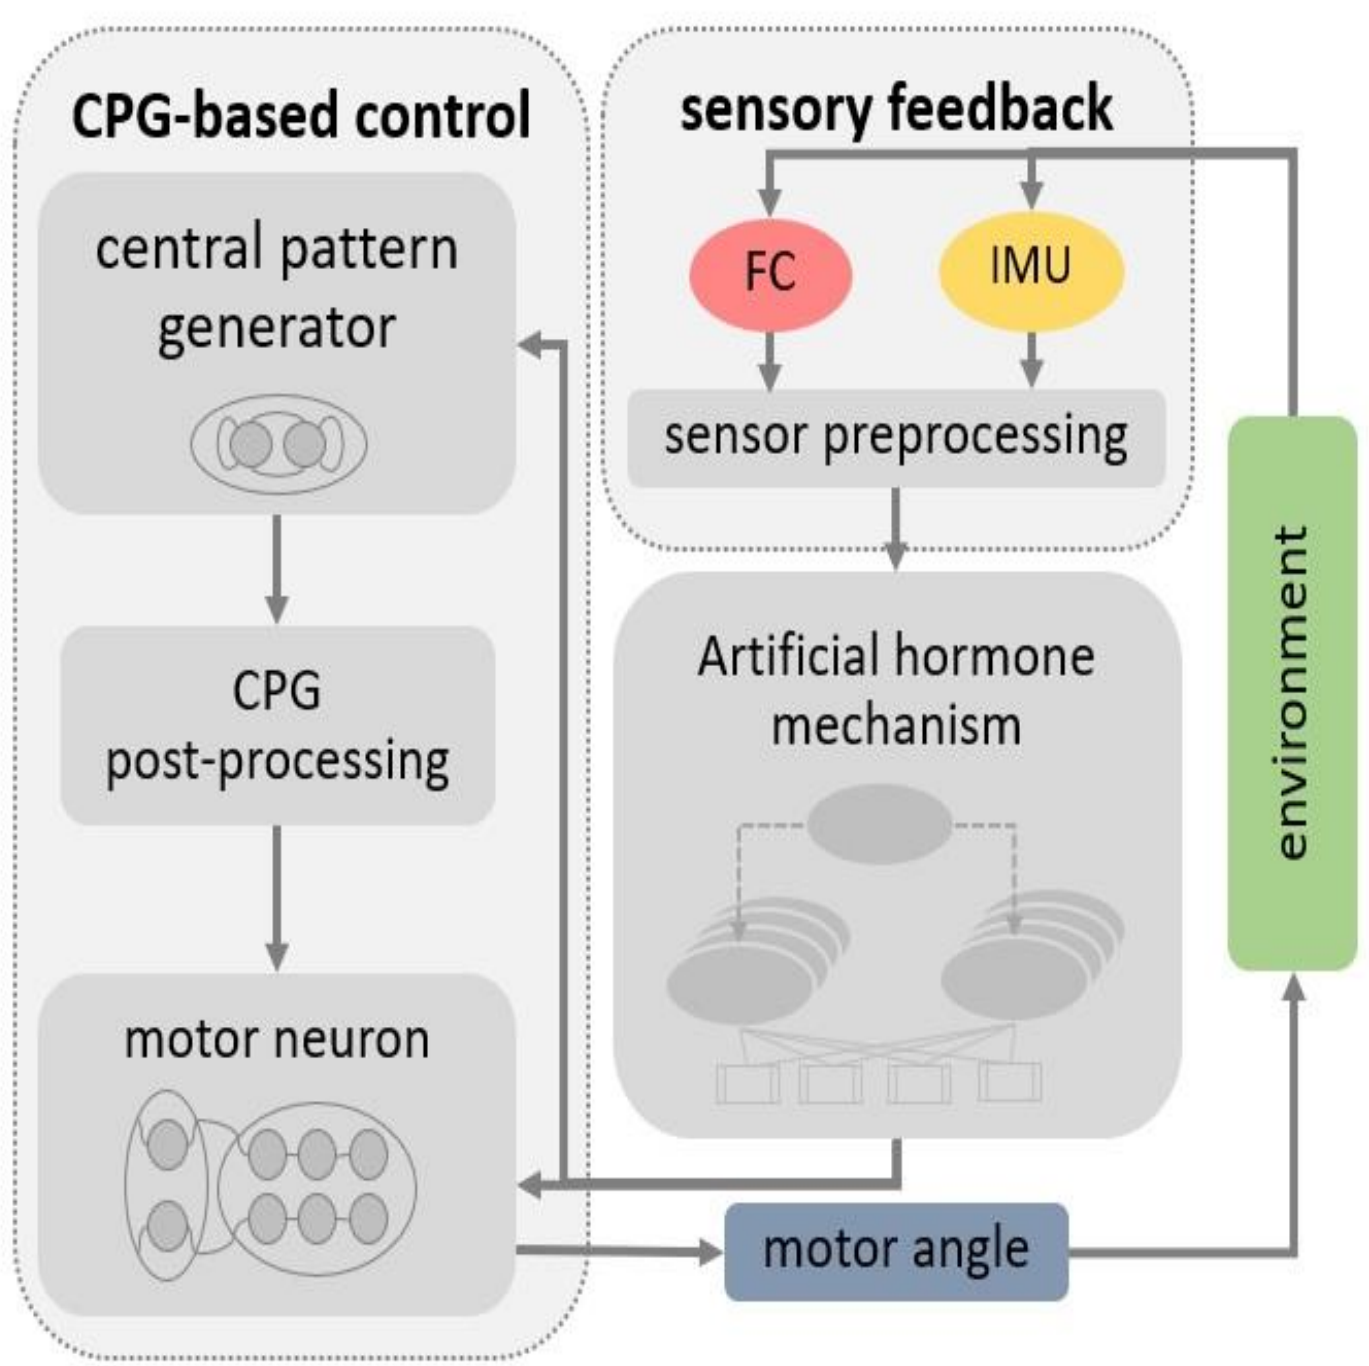 CPG-based control
central pattern
generator
CPG
post-processing
motor neuron
sensory feedback
FC
IMU
sensor preprocessing
Artificial hormone
mechanism
motor angle
environment